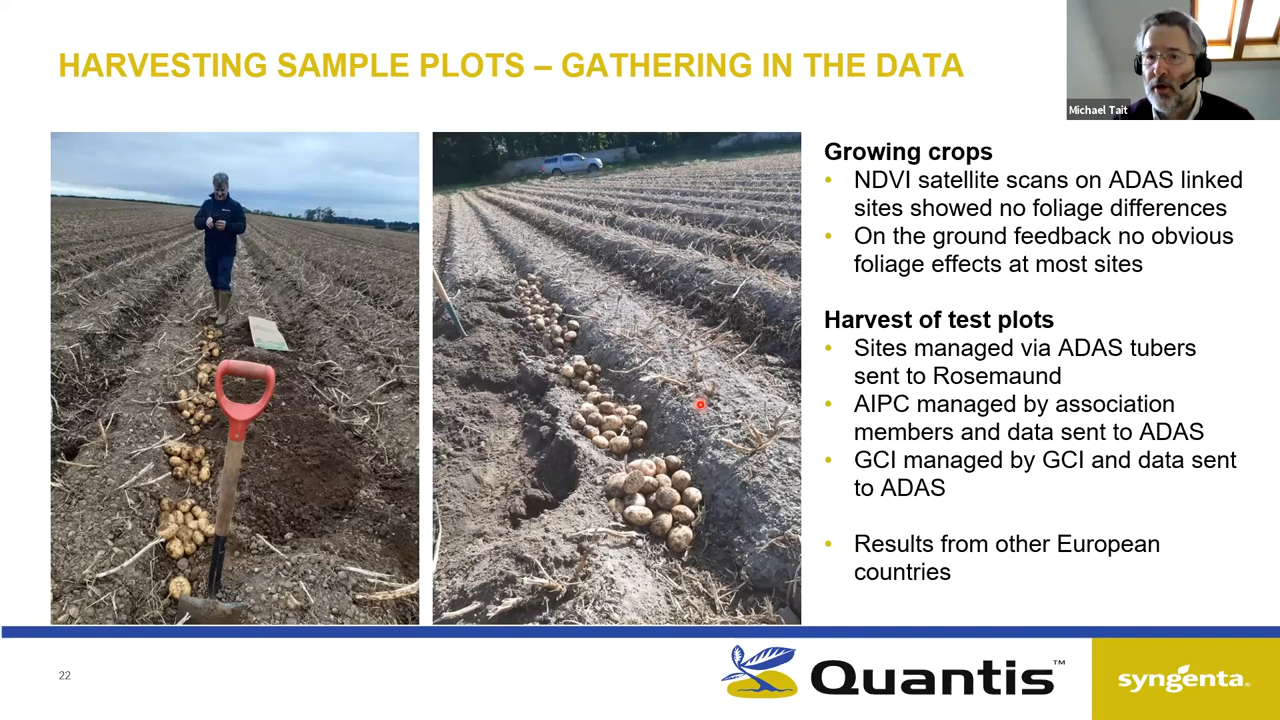 HARVESTING SAMPLE PLOTS – GATHERING IN THE DATA
Michael Tait
Growing crops
• NDVI satellite scans on ADAS linked
sites showed no foliage differences
• On the ground feedback no obvious
foliage effects at most sites
Harvest of test plots
• Sites managed via ADAS tubers
sent to Rosemaund
• AIPC managed by association
members and data sent to ADAS
• GCI managed by GCI and data sent
to ADAS
• Results from other European
countries
22
Quantis™
syngenta®